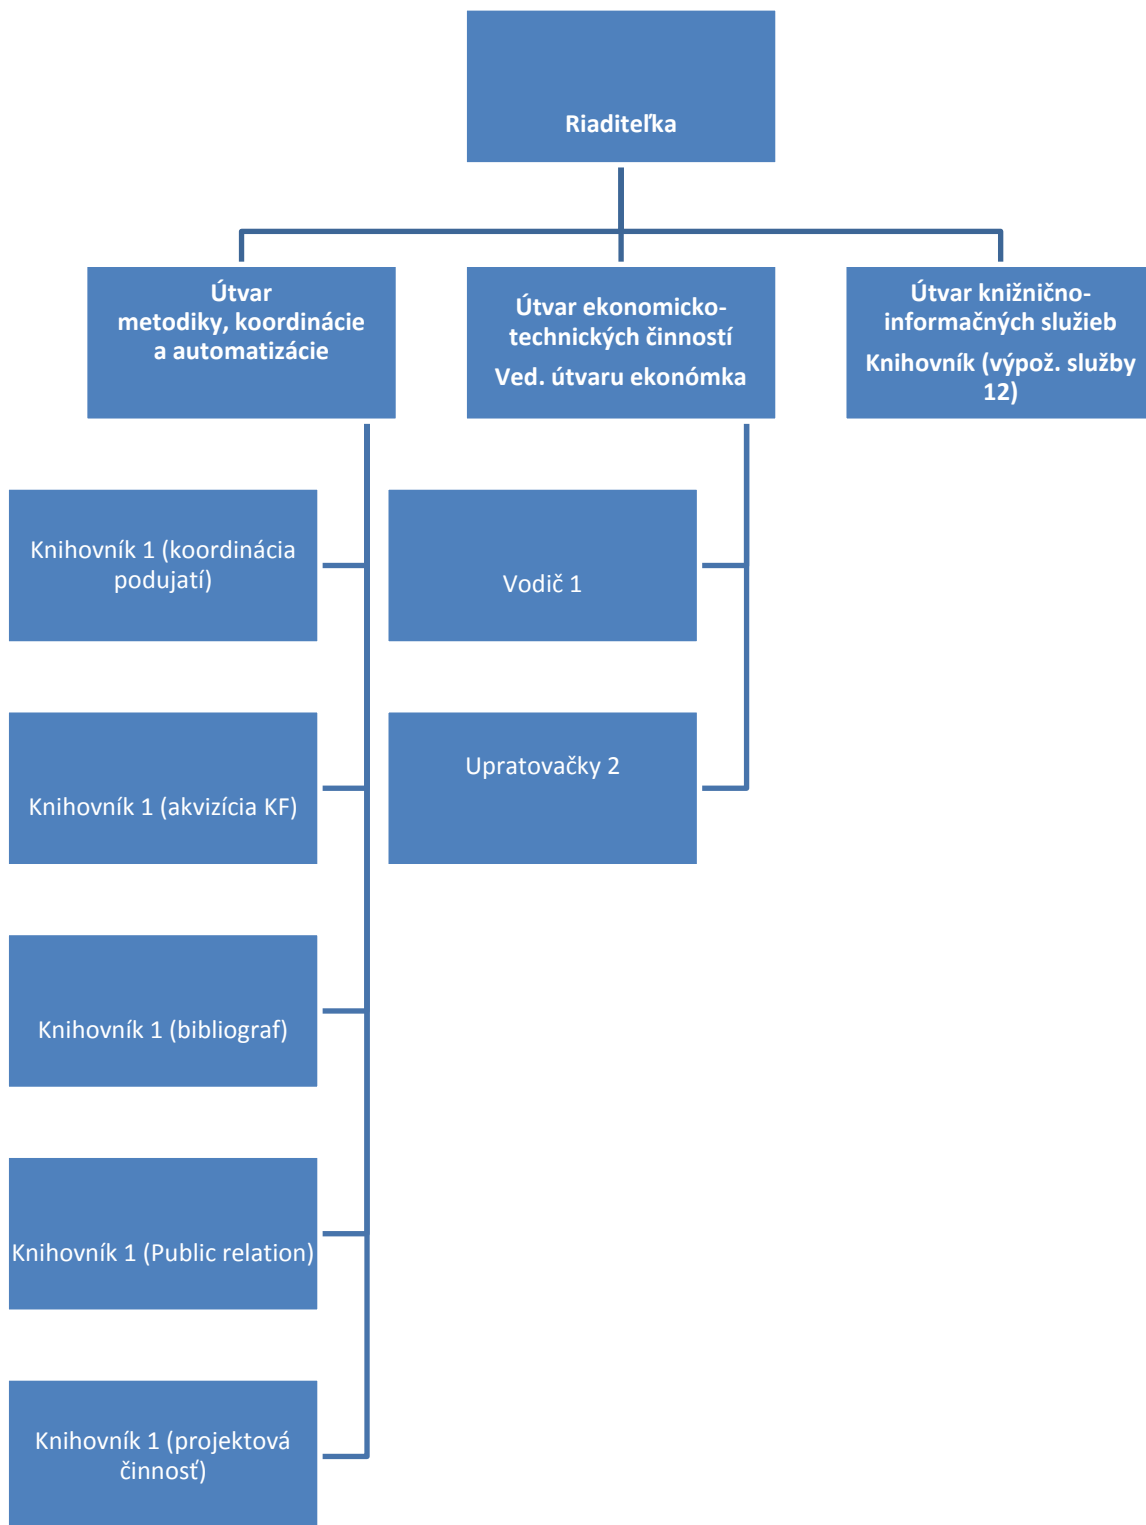 Riaditeľka
Útvar
metodiky, koordinácie
a automatizácie
Útvar ekonomicko-
technických činností
Ved. útvaru ekonómka
Útvar knižnično-
informačných služieb
Knihovník (výpož. služby
12)
Knihovník 1 (koordinácia
podujatí)
Vodič 1
Knihovník 1 (akvizícia KF)
Upratovačky 2
Knihovník 1 (bibliograf)
Knihovník 1 (Public relation)
Knihovník 1 (projektová
činnosť)